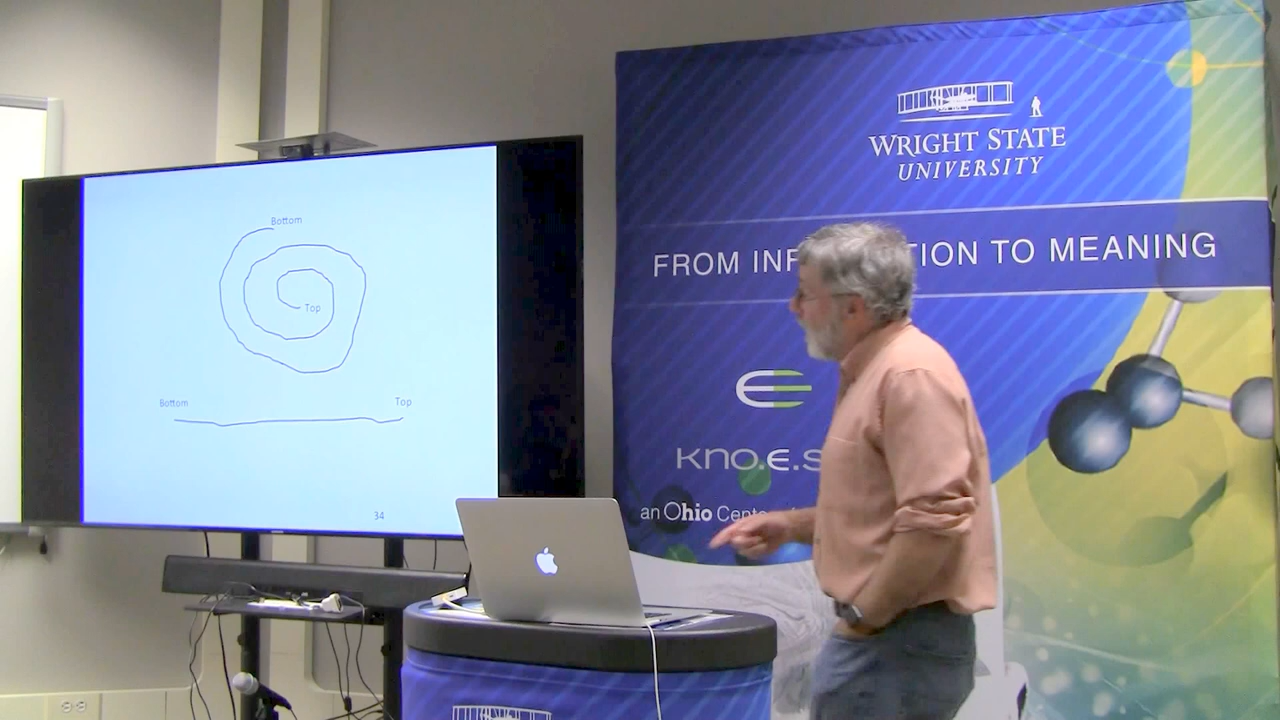 Bottom
Top
Bottom
Top
34
WRIGHT STATE
UNIVERSITY
FROM INF TION TO MEANING
KNO.E.S
an Ohio Cente